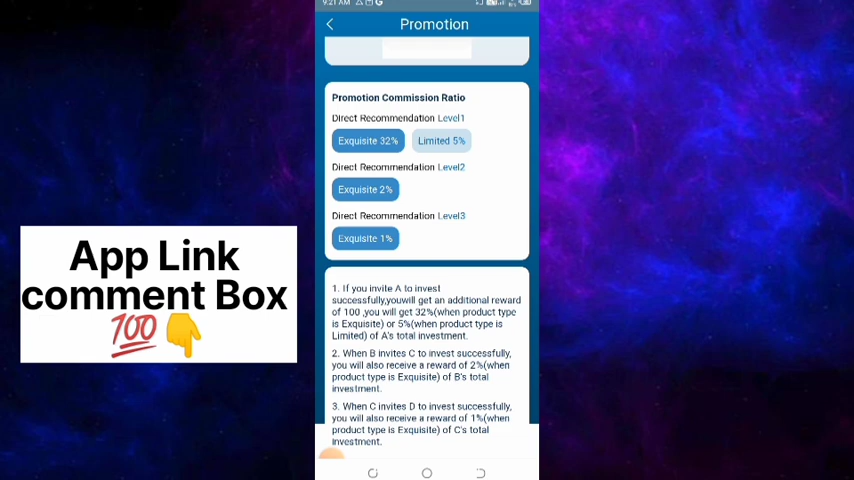 9:21 AM
Promotion
Promotion Commission Ratio
Direct Recommendation Level1
Exquisite 32% Limited 5%
Direct Recommendation Level2
Exquisite 2%
Direct Recommendation Level3
Exquisite 1%
1. If you invite A to invest
successfully,youwill get an additional reward
of 100 ,you will get 32%(when product type
is Exquisite) or 5%(when product type is
Limited) of A's total investment.
2. When B invites C to invest successfully,
you will also receive a reward of 2%(when
product type is Exquisite) of B's total
investment.
3. When C invites D to invest successfully,
you will also receive a reward of 1%(when
product type is Exquisite) of C's total
investment.
App Link
comment Box
💯👇